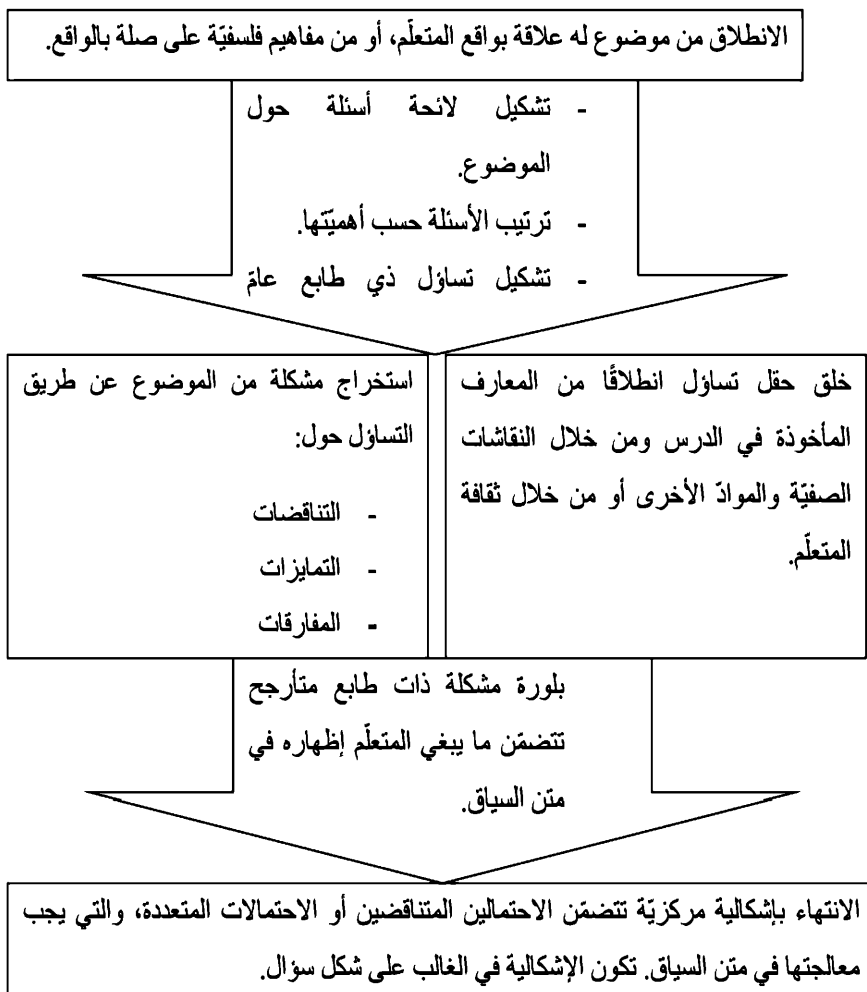 الانطلاق من موضوع له علاقة بواقع المتعلّم، أو من مفاهيم فلسفيّة على صلة بالواقع.
- تشكيل لائحة أسئلة حول
الموضوع.
- ترتيب الأسئلة حسب أهميّتها.
- تشكيل تساؤل ذي طابع عامّ
خلق حقل تساؤل انطلاقًا من المعارف
المأخوذة في الدرس ومن خلال النقاشات
الصفيّة والموادّ الأخرى أو من خلال ثقافة
المتعلّم.
استخراج مشكلة من الموضوع عن طريق
التساؤل حول:
- التناقضات
- التمايزات
- المفارقات
بلورة مشكلة ذات طابع متأرجح
تتضمّن ما يبغي المتعلّم إظهاره في
متن السياق.
الانتهاء بإشكالية مركزيّة تتضمّن الاحتمالين المتناقضين أو الاحتمالات المتعددة، والتي يجب
معالجتها في متن السياق. تكون الإشكالية في الغالب على شكل سؤال.